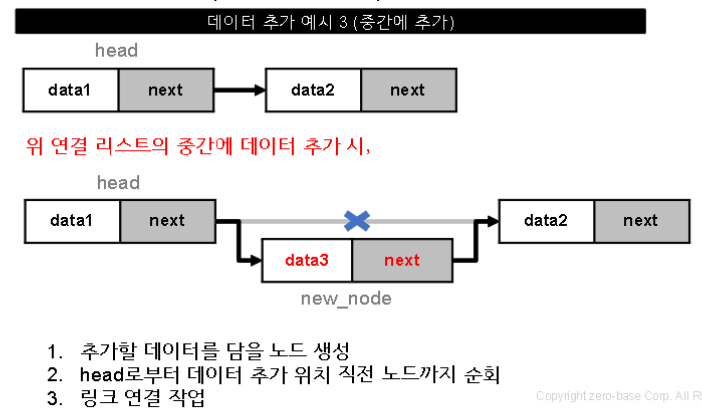 데이터 추가 예시 3 (중간에 추가)
head
data1 next data2 next
위 연결 리스트의 중간에 데이터 추가 시,
head
data1 next data2 next
data3 next
new_node
1. 추가할 데이터를 담을 노드 생성
2. head로부터 데이터 추가 위치 직전 노드까지 순회
3. 링크 연결 작업
Copyright zero-base Corp. All Ri